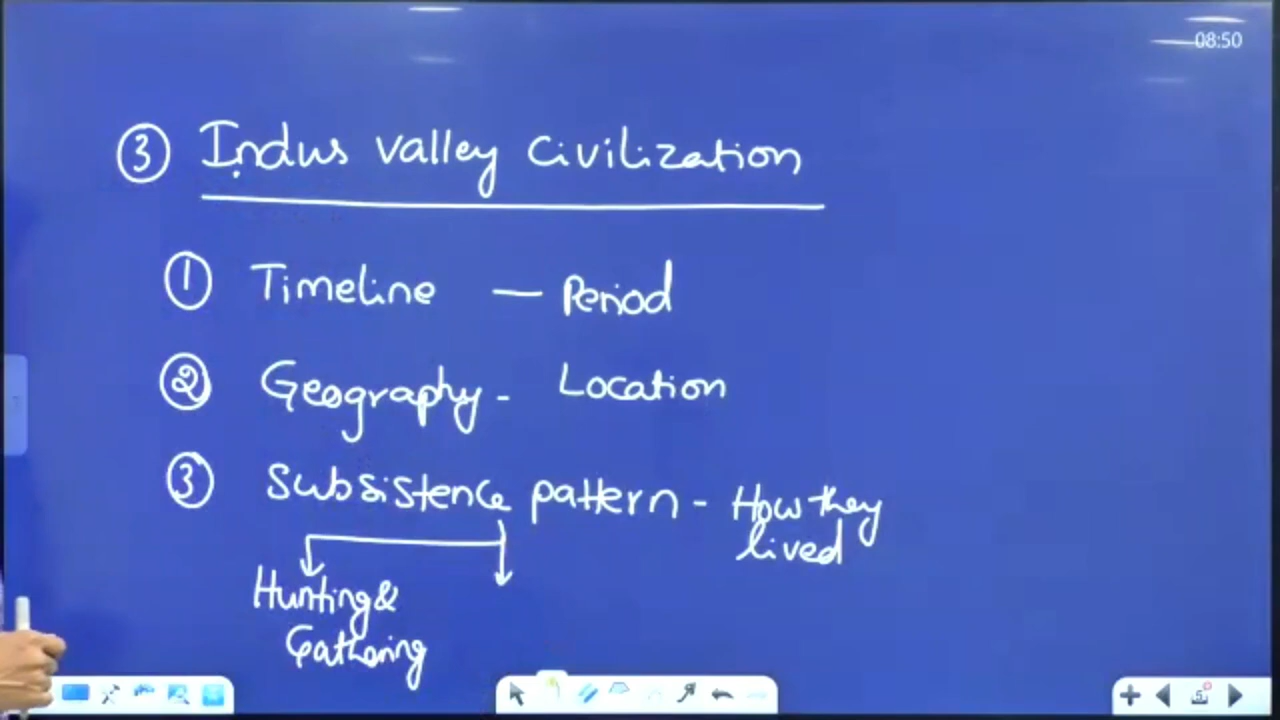 08:50
③ Indus valley Civilization
① Timeline — Period
② Geography - Location
③ Subsistence pattern - How they
lived
Hunting &
Gathering
5